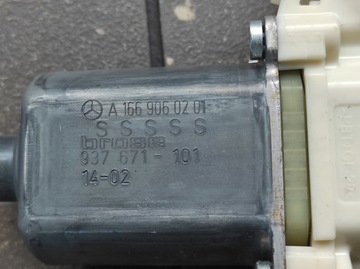 A 166 906 02 01
S S S S S
brose
937 671 - 101
14-02